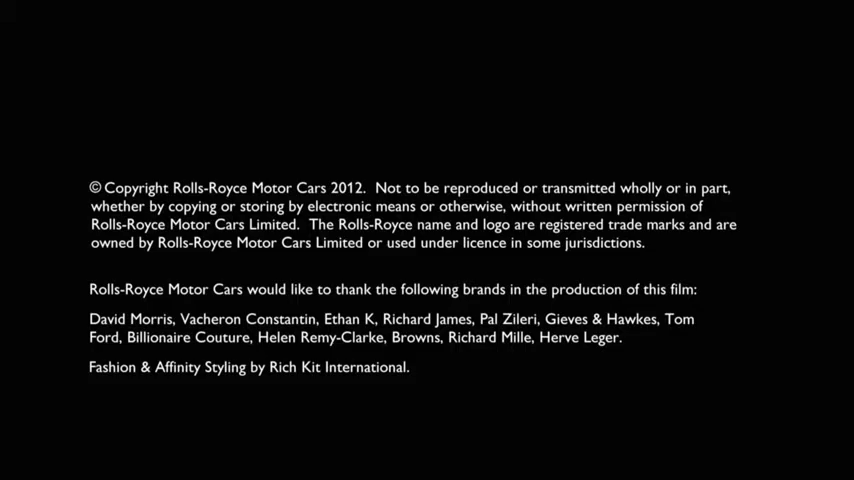 © Copyright Rolls-Royce Motor Cars 2012. Not to be reproduced or transmitted wholly or in part,
whether by copying or storing by electronic means or otherwise, without written permission of
Rolls-Royce Motor Cars Limited. The Rolls-Royce name and logo are registered trade marks and are
owned by Rolls-Royce Motor Cars Limited or used under licence in some jurisdictions.
Rolls-Royce Motor Cars would like to thank the following brands in the production of this film:
David Morris, Vacheron Constantin, Ethan K, Richard James, Pal Zileri, Gieves & Hawkes, Tom
Ford, Billionaire Couture, Helen Remy-Clarke, Browns, Richard Mille, Herve Leger.
Fashion & Affinity Styling by Rich Kit International.